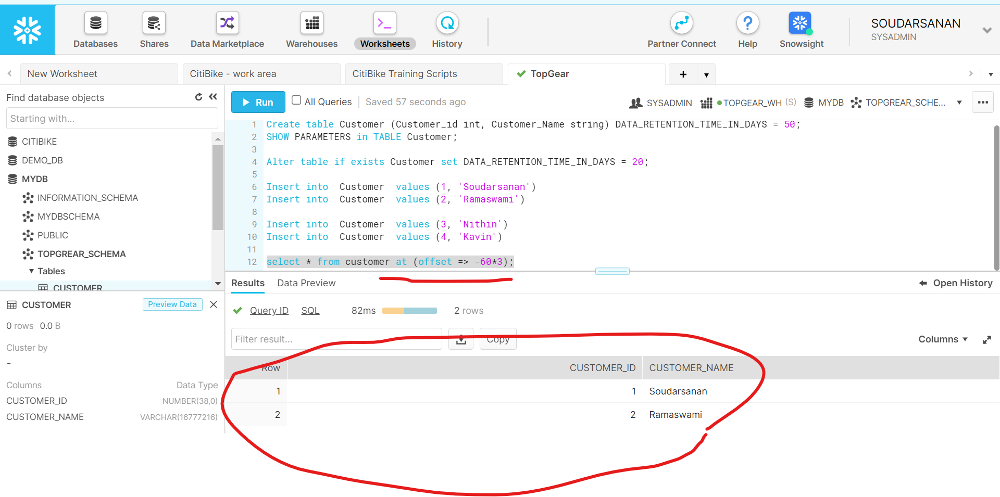 Databases
Shares
Data Marketplace
Warehouses
Worksheets
History
Partner Connect
Help
Snowsight
SOUDARSANAN
SYSADMIN
New Worksheet
CitiBike - work area
CitiBike Training Scripts
TopGear
Find database objects
Starting with...
CITIBIKE
DEMO_DB
MYDB
INFORMATION_SCHEMA
MYDBSCHEMA
PUBLIC
TOPGREAR_SCHEMA
Tables
CUSTOMER
CUSTOMER
Preview Data
0 rows 0.0 B
Cluster by
-
Columns Data Type
CUSTOMER_ID NUMBER(38,0)
CUSTOMER_NAME VARCHAR(16777216)
Run
All Queries
Saved 57 seconds ago
SYSADMIN
TOPGEAR_WH (S)
MYDB
TOPGREAR_SCHE...
1 Create table Customer (Customer_id int, Customer_Name string) DATA_RETENTION_TIME_IN_DAYS = 50;
2 SHOW PARAMETERS in TABLE Customer;
3
4 Alter table if exists Customer set DATA_RETENTION_TIME_IN_DAYS = 20;
5
6 Insert into Customer values (1, 'Soudarsanan')
7 Insert into Customer values (2, 'Ramaswami')
8
9 Insert into Customer values (3, 'Nithin')
10 Insert into Customer values (4, 'Kavin')
11
12 select * from customer at (offset => -60*3);
Results
Data Preview
Open History
Query ID SQL 82ms 2 rows
Filter result...
Copy
Columns
Row CUSTOMER_ID CUSTOMER_NAME
1 1 Soudarsanan
2 2 Ramaswami